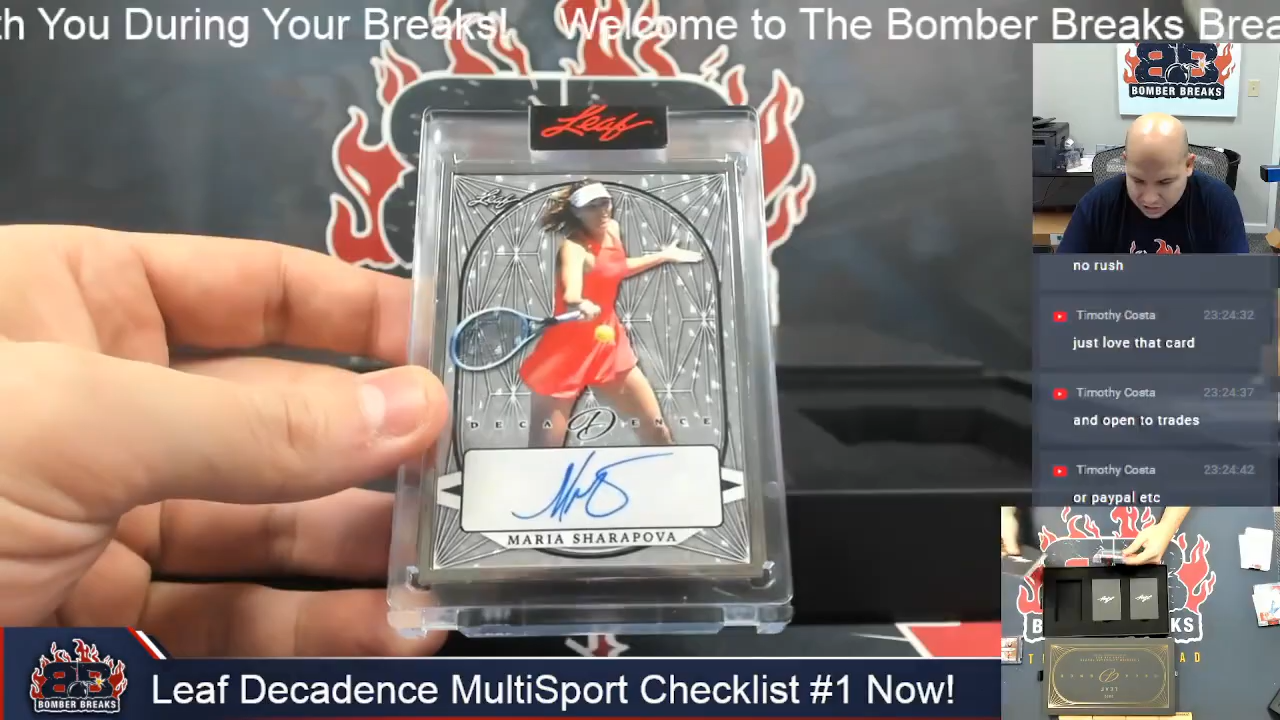 th You During Your Breaks!    Welcome to The Bomber Breaks Brea
BOMBER BREAKS
Leaf
Leaf
DECADENCE
MARIA SHARAPOVA
no rush
Timothy Costa 23:24:32
just love that card
Timothy Costa 23:24:37
and open to trades
Timothy Costa 23:24:42
or paypal etc
BOMBER BREAKS
Leaf Decadence MultiSport Checklist #1 Now!